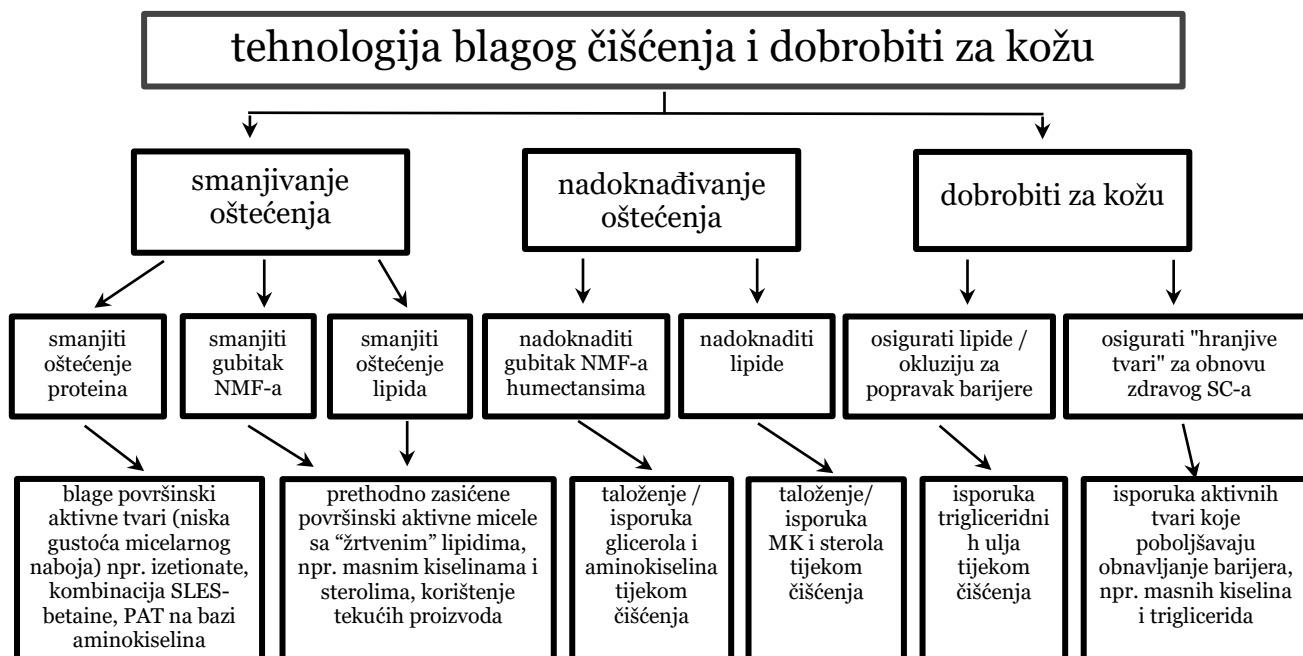 tehnologija blagog čišćenja i dobrobiti za kožu
smanjivanje
oštećenja
nadoknađivanje
oštećenja
dobrobiti za kožu
smanjiti
oštećenje
proteina
smanjiti
gubitak
NMF-a
smanjiti
oštećenje
lipida
nadoknaditi
gubitak NMF-a
humectansima
nadoknaditi
lipide
osigurati lipide /
okluziju za
popravak barijere
osigurati "hranjive
tvari" za obnovu
zdravog SC-a
blage površinski
aktivne tvari (niska
gustoća micelarnog
naboja) npr. izetionate,
kombinacija SLES-
betaine, PAT na bazi
aminokiselina
prethodno zasićene
površinski aktivne micele
sa “žrtvenim” lipidima,
npr. masnim kiselinama i
sterolima, korištenje
tekućih proizvoda
taloženje /
isporuka
glicerola i
aminokiselina
tijekom
čišćenja
taloženje/
isporuka
MK i sterola
tijekom
čišćenja
isporuka
trigliceridni
h ulja
tijekom
čišćenja
isporuka aktivnih
tvari koje
poboljšavaju
obnavljanje barijera,
npr. masnih kiselina
i triglicerida